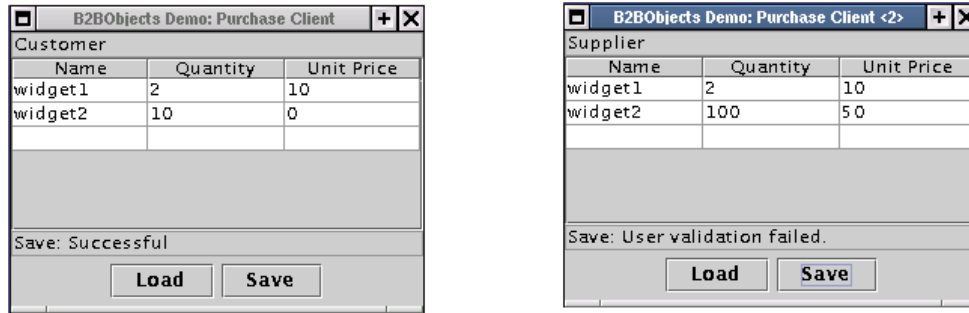 B2BObjects Demo: Purchase Client
Customer
Name Quantity Unit Price
widget1 2 10
widget2 10 0
Save: Successful
Load Save
B2BObjects Demo: Purchase Client <2>
Supplier
Name Quantity Unit Price
widget1 2 10
widget2 100 50
Save: User validation failed.
Load Save